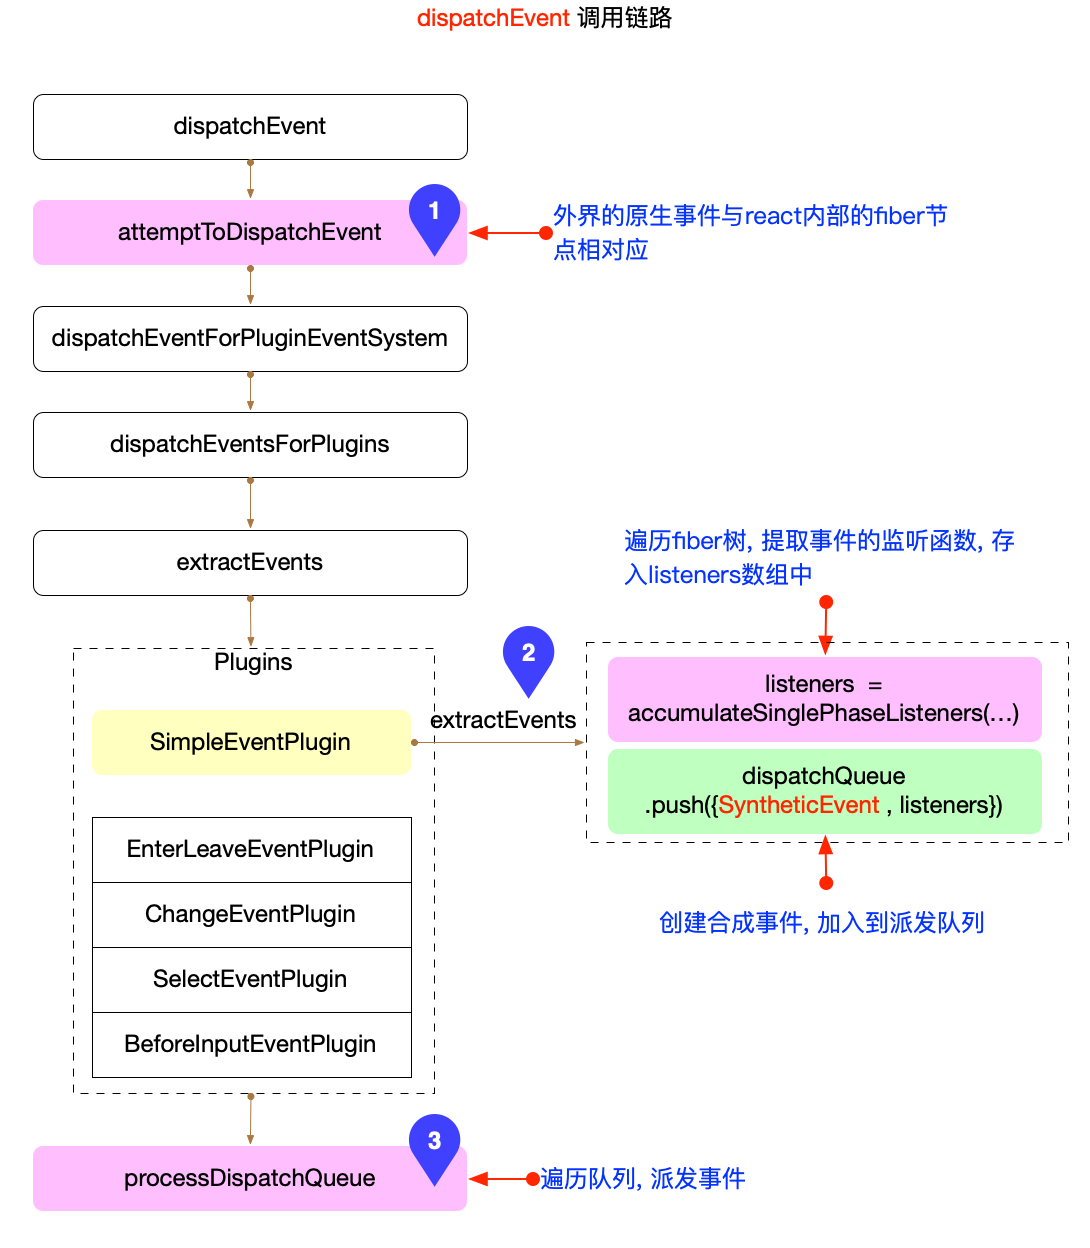 dispatchEvent 调用链路
dispatchEvent
1
attemptToDispatchEvent
外界的原生事件与react内部的fiber节
点相对应
dispatchEventForPluginEventSystem
dispatchEventsForPlugins
extractEvents
遍历fiber树, 提取事件的监听函数, 存
入listeners数组中
Plugins
2
extractEvents
SimpleEventPlugin
listeners =
accumulateSinglePhaseListeners(...)
dispatchQueue
.push({SyntheticEvent , listeners})
EnterLeaveEventPlugin
ChangeEventPlugin
SelectEventPlugin
BeforeInputEventPlugin
创建合成事件, 加入到派发队列
3
processDispatchQueue
遍历队列, 派发事件